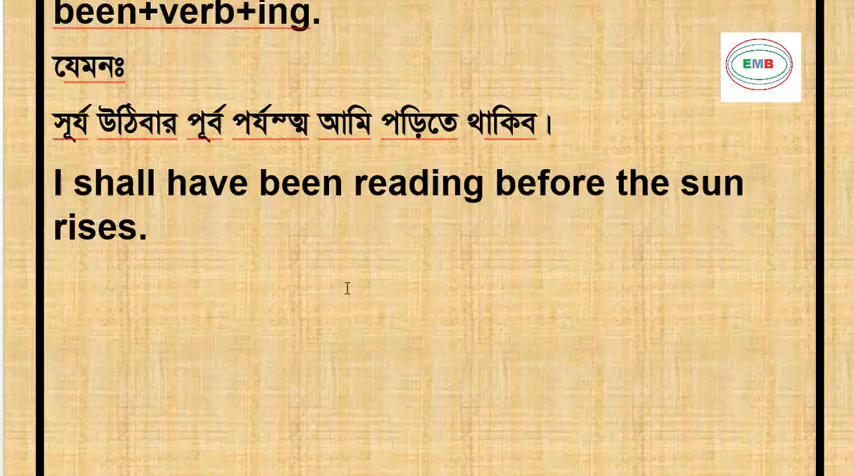 been+verb+ing.
EMB
যেমনঃ
সূর্য উঠিবার পূর্ব পর্যন্ত্ম আমি পড়িতে থাকিব।
I shall have been reading before the sun
rises.